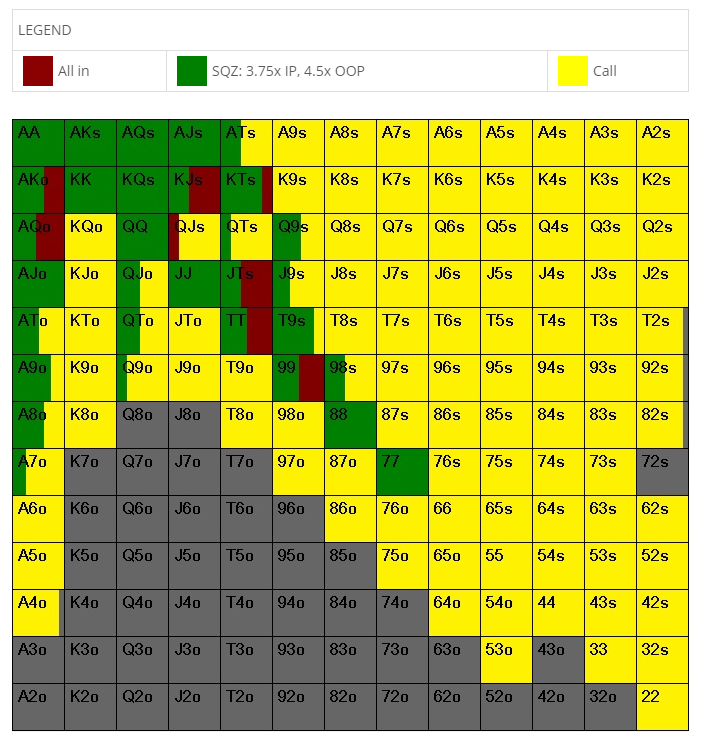 LEGEND
All in SQZ: 3.75x IP, 4.5x OOP Call
AA AKs AQs AJs ATs A9s A8s A7s A6s A5s A4s A3s A2s
AKo KK KQs KJs KTs K9s K8s K7s K6s K5s K4s K3s K2s
AQo KQo QQ QJs QTs Q9s Q8s Q7s Q6s Q5s Q4s Q3s Q2s
AJo KJo QJo JJ JTs J9s J8s J7s J6s J5s J4s J3s J2s
ATo KTo QTo JTo TT T9s T8s T7s T6s T5s T4s T3s T2s
A9o K9o Q9o J9o T9o 99 98s 97s 96s 95s 94s 93s 92s
A8o K8o Q8o J8o T8o 98o 88 87s 86s 85s 84s 83s 82s
A7o K7o Q7o J7o T7o 97o 87o 77 76s 75s 74s 73s 72s
A6o K6o Q6o J6o T6o 96o 86o 76o 66 65s 64s 63s 62s
A5o K5o Q5o J5o T5o 95o 85o 75o 65o 55 54s 53s 52s
A4o K4o Q4o J4o T4o 94o 84o 74o 64o 54o 44 43s 42s
A3o K3o Q3o J3o T3o 93o 83o 73o 63o 53o 43o 33 32s
A2o K2o Q2o J2o T2o 92o 82o 72o 62o 52o 42o 32o 22